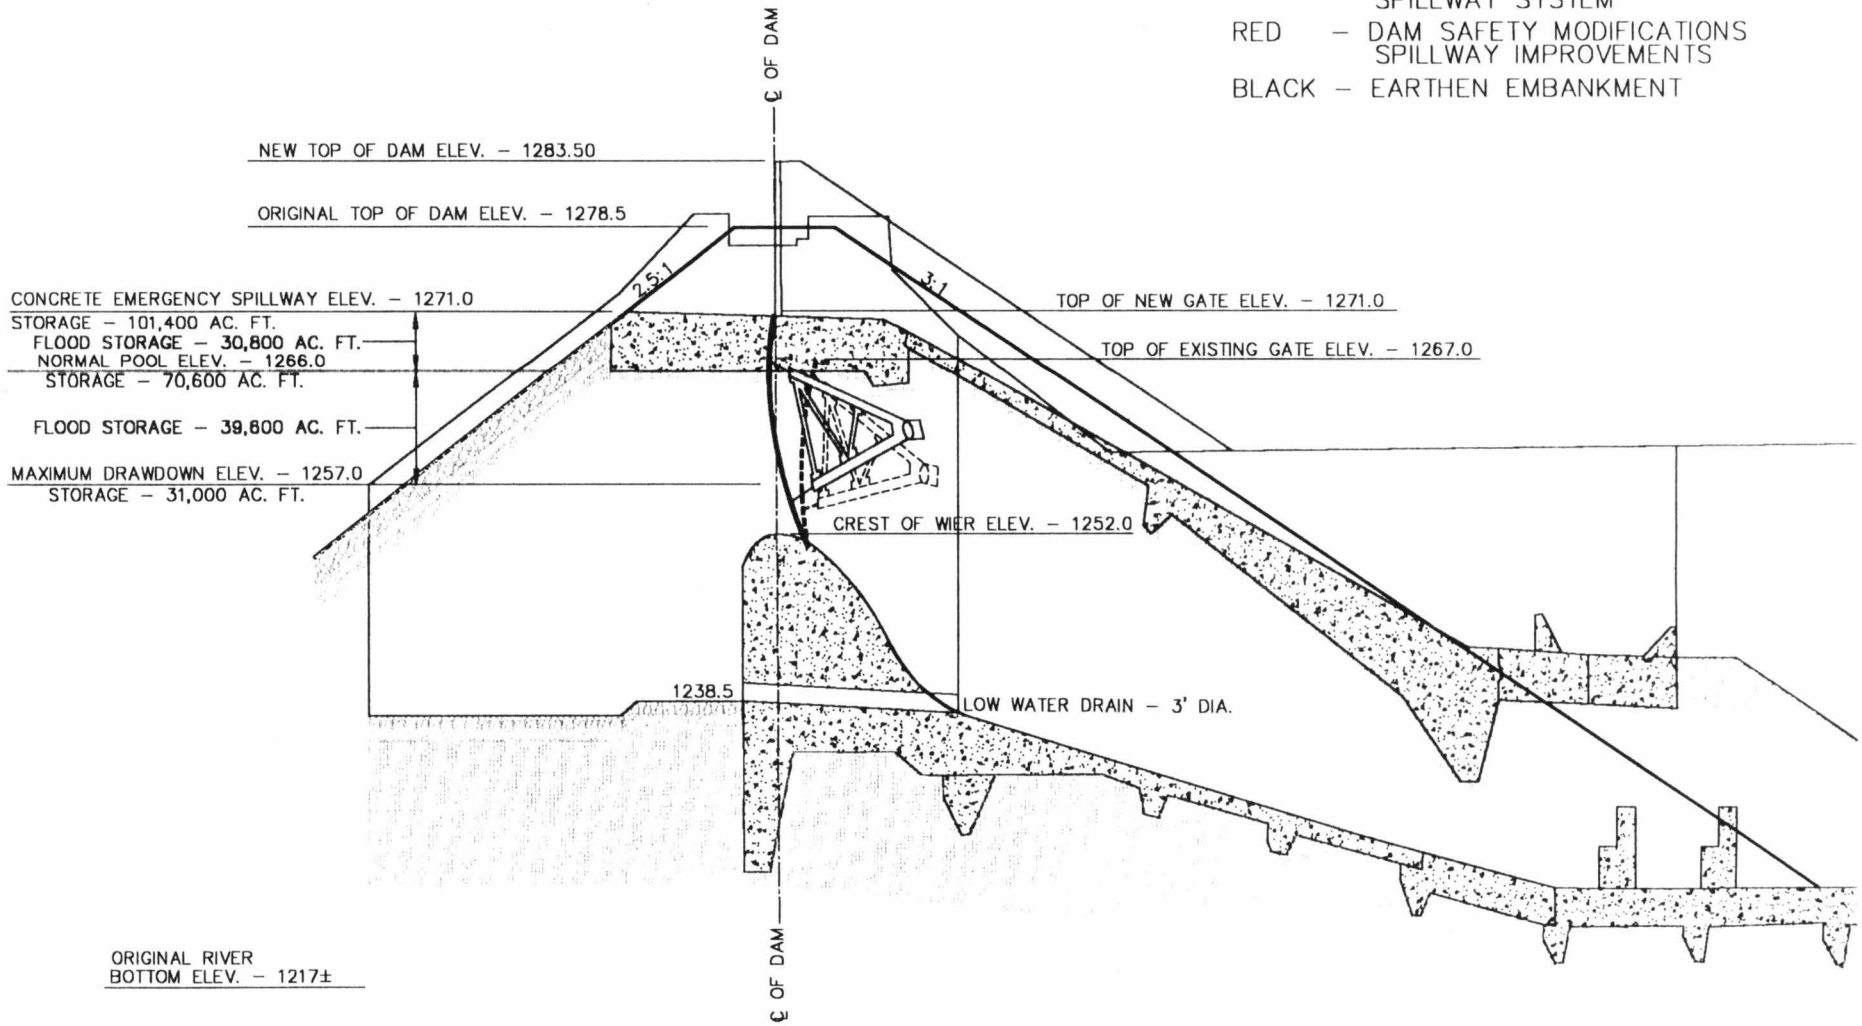 SPILLWAY SYSTEM
RED – DAM SAFETY MODIFICATIONS
SPILLWAY IMPROVEMENTS
BLACK – EARTHEN EMBANKMENT
℄ OF DAM
NEW TOP OF DAM ELEV. – 1283.50
ORIGINAL TOP OF DAM ELEV. – 1278.5
2.5:1
3:1
CONCRETE EMERGENCY SPILLWAY ELEV. – 1271.0
STORAGE – 101,400 AC. FT.
FLOOD STORAGE – 30,800 AC. FT.
NORMAL POOL ELEV. – 1266.0
STORAGE – 70,600 AC. FT.
FLOOD STORAGE – 39,600 AC. FT.
MAXIMUM DRAWDOWN ELEV. – 1257.0
STORAGE – 31,000 AC. FT.
TOP OF NEW GATE ELEV. – 1271.0
TOP OF EXISTING GATE ELEV. – 1267.0
CREST OF WIER ELEV. – 1252.0
1238.5
LOW WATER DRAIN – 3' DIA.
ORIGINAL RIVER
BOTTOM ELEV. – 1217±
℄ OF DAM